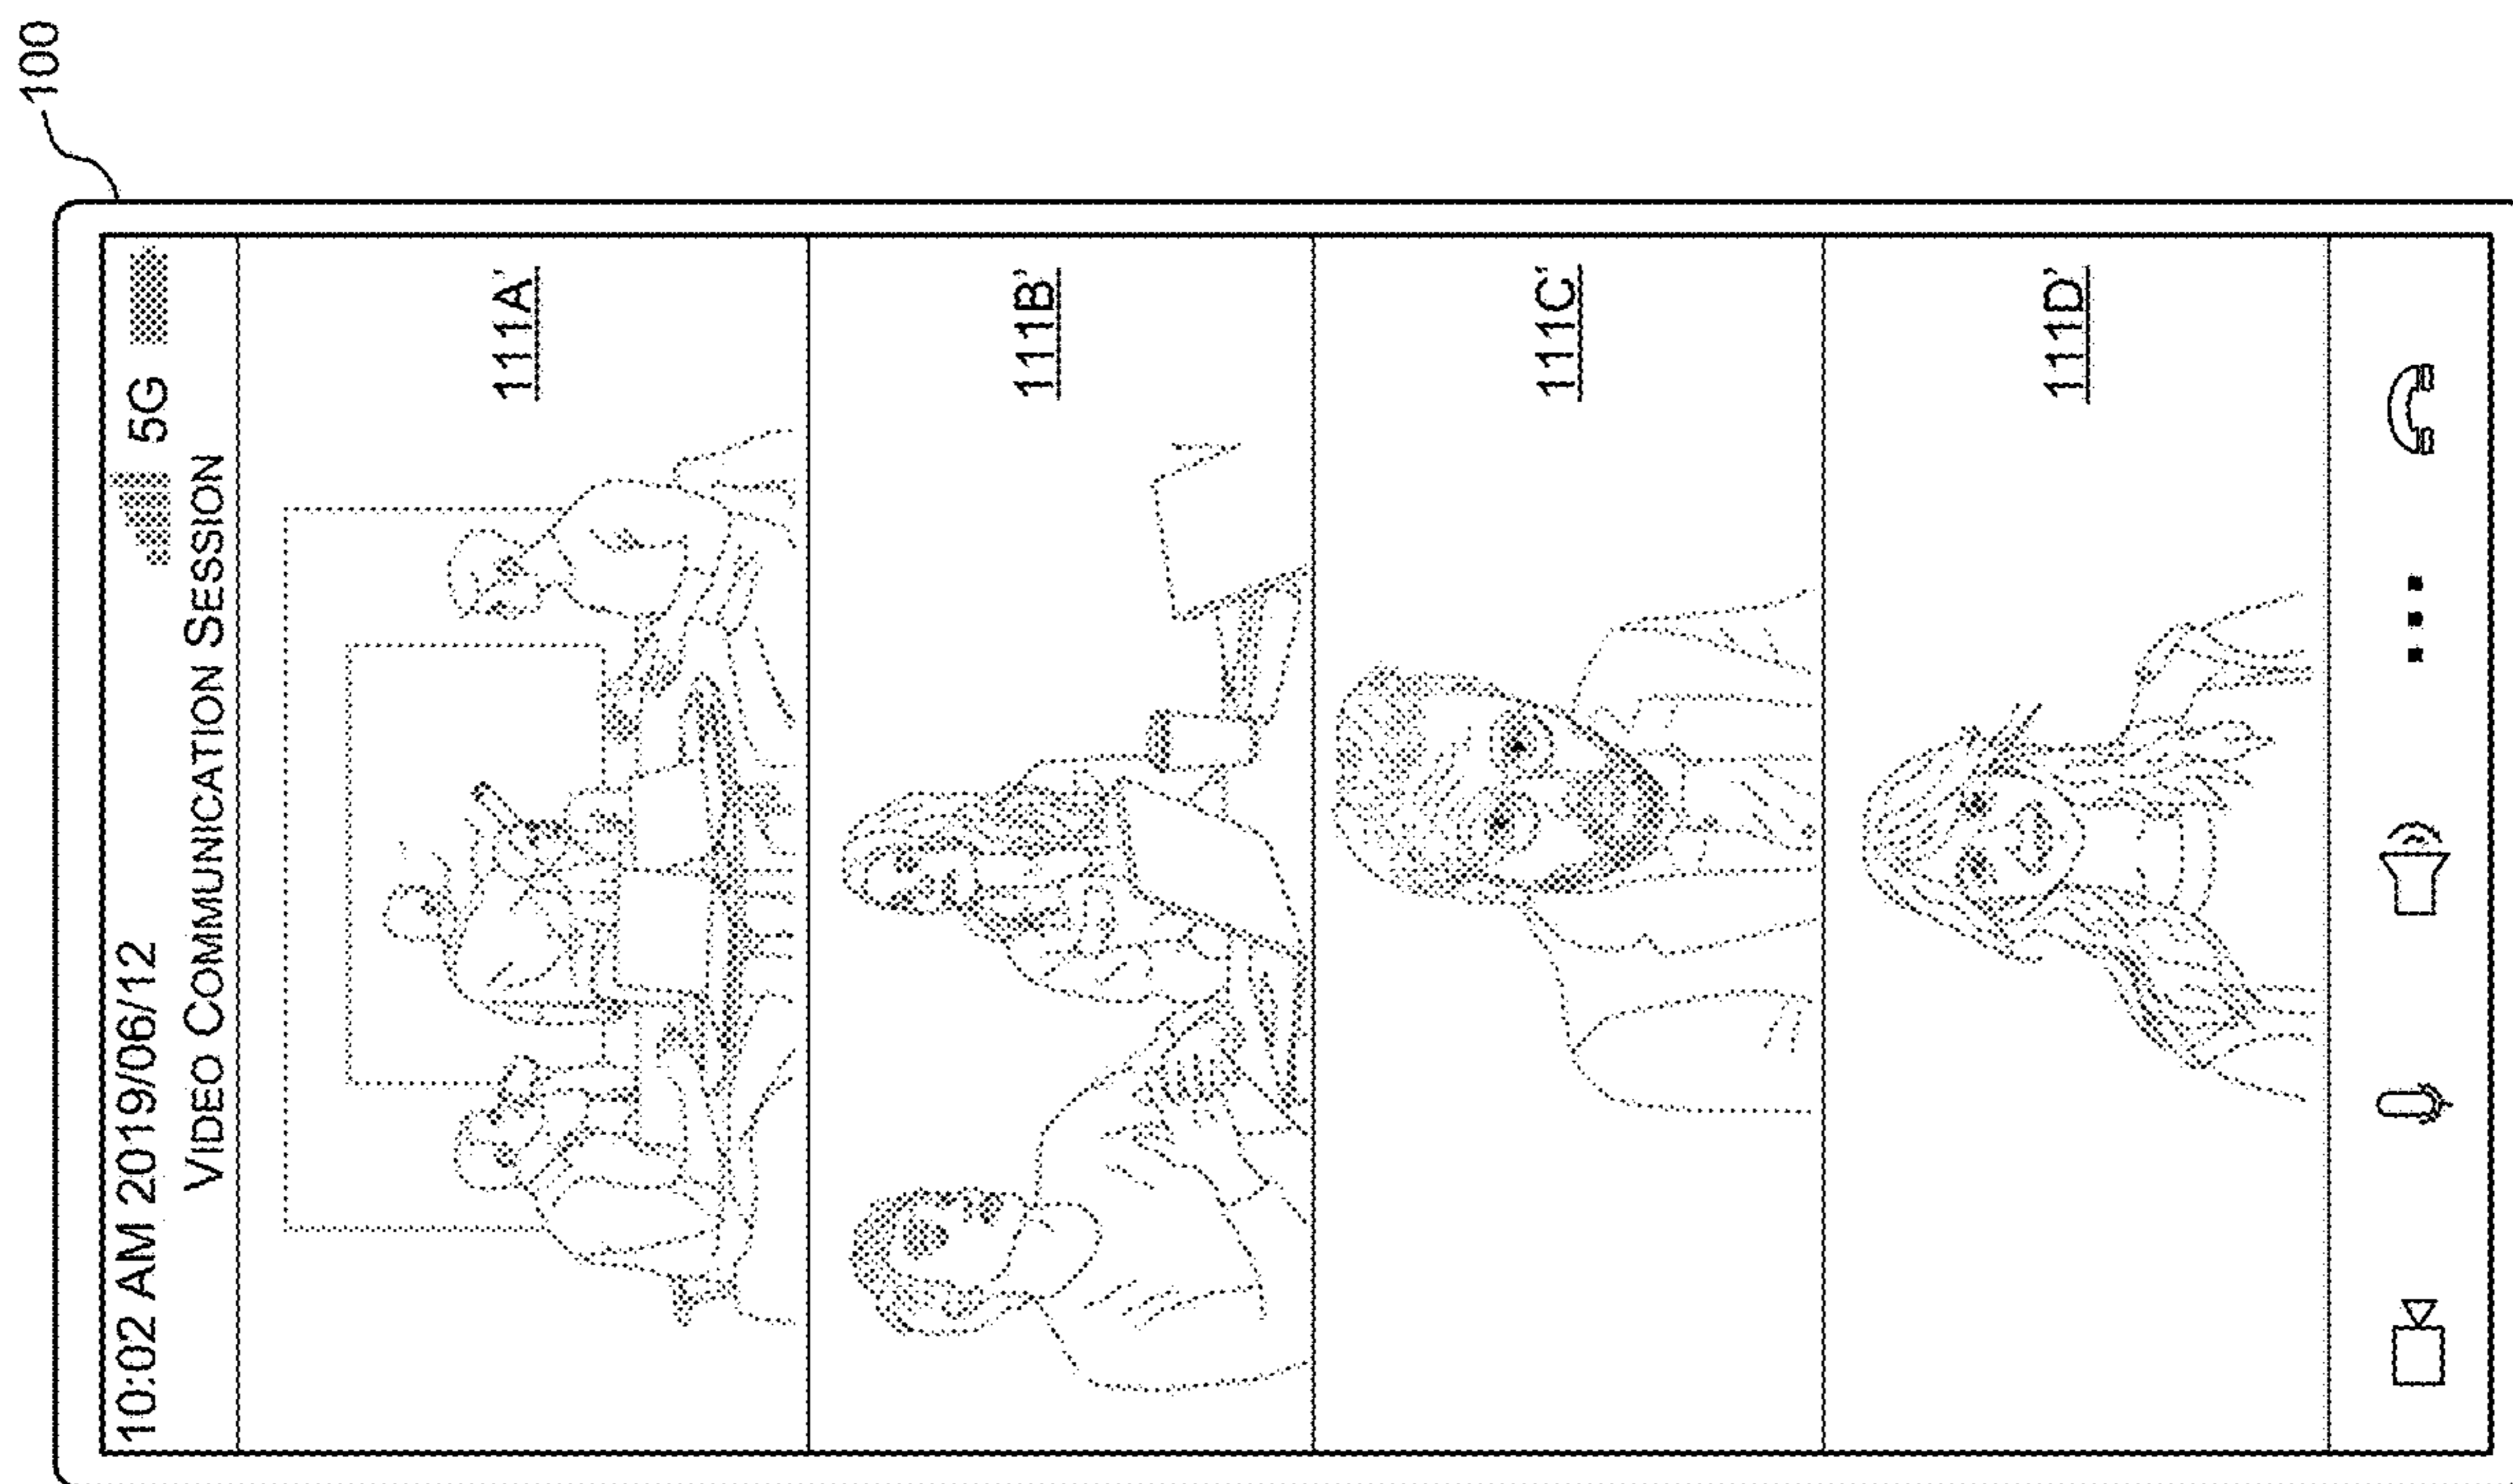 100
10:02 AM 2019/06/12 5G
VIDEO COMMUNICATION SESSION
111A'
111B'
111C'
111D'